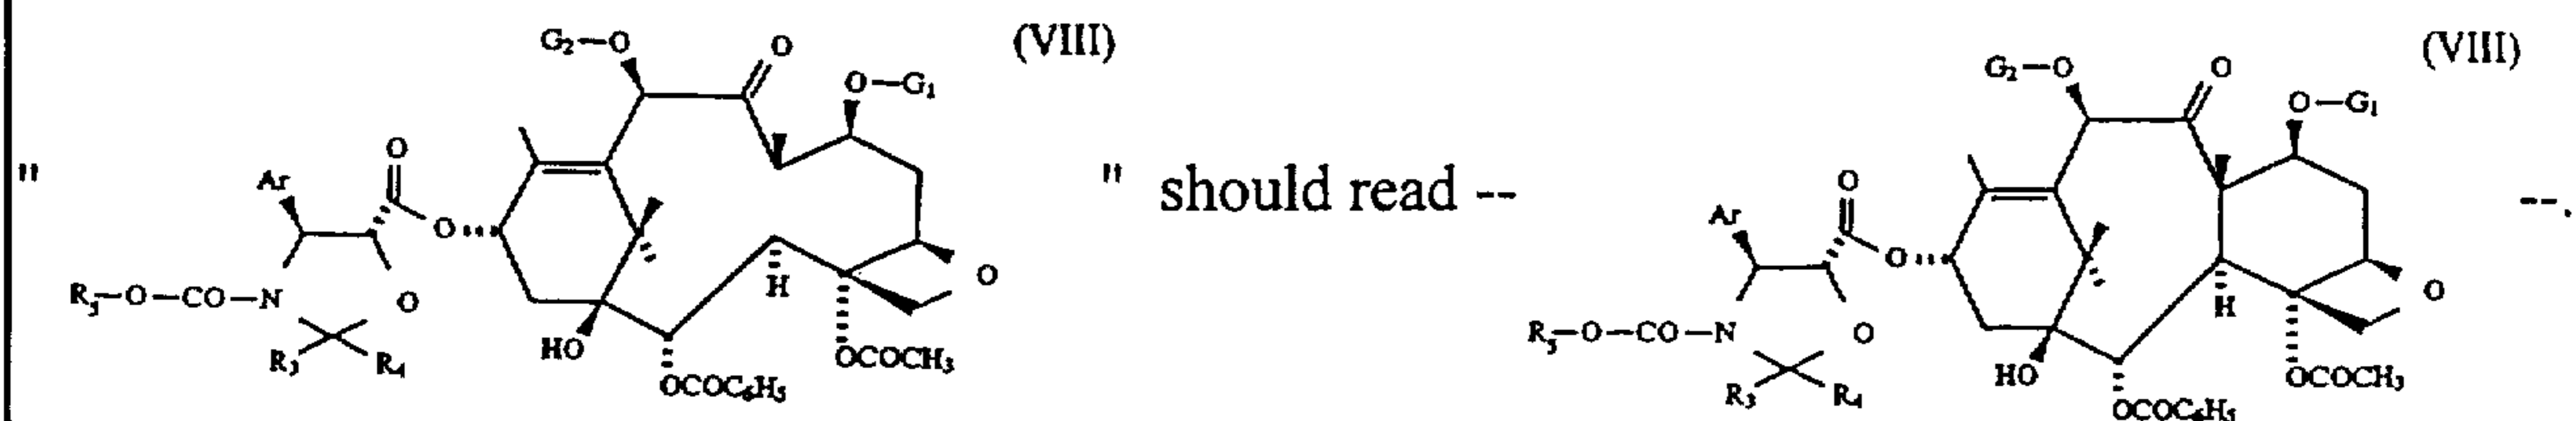 "
G₂—O
O
(VIII)
O—G₁
Ar
O
O
R₅—O—CO—N
O
R₃
R₄
HO
H
O
OCOCH₃
OCOC₆H₅
" should read --
G₂—O
O
(VIII)
O—G₁
Ar
O
O
R₅—O—CO—N
O
R₃
R₄
HO
H
O
OCOCH₃
OCOC₆H₅
--.